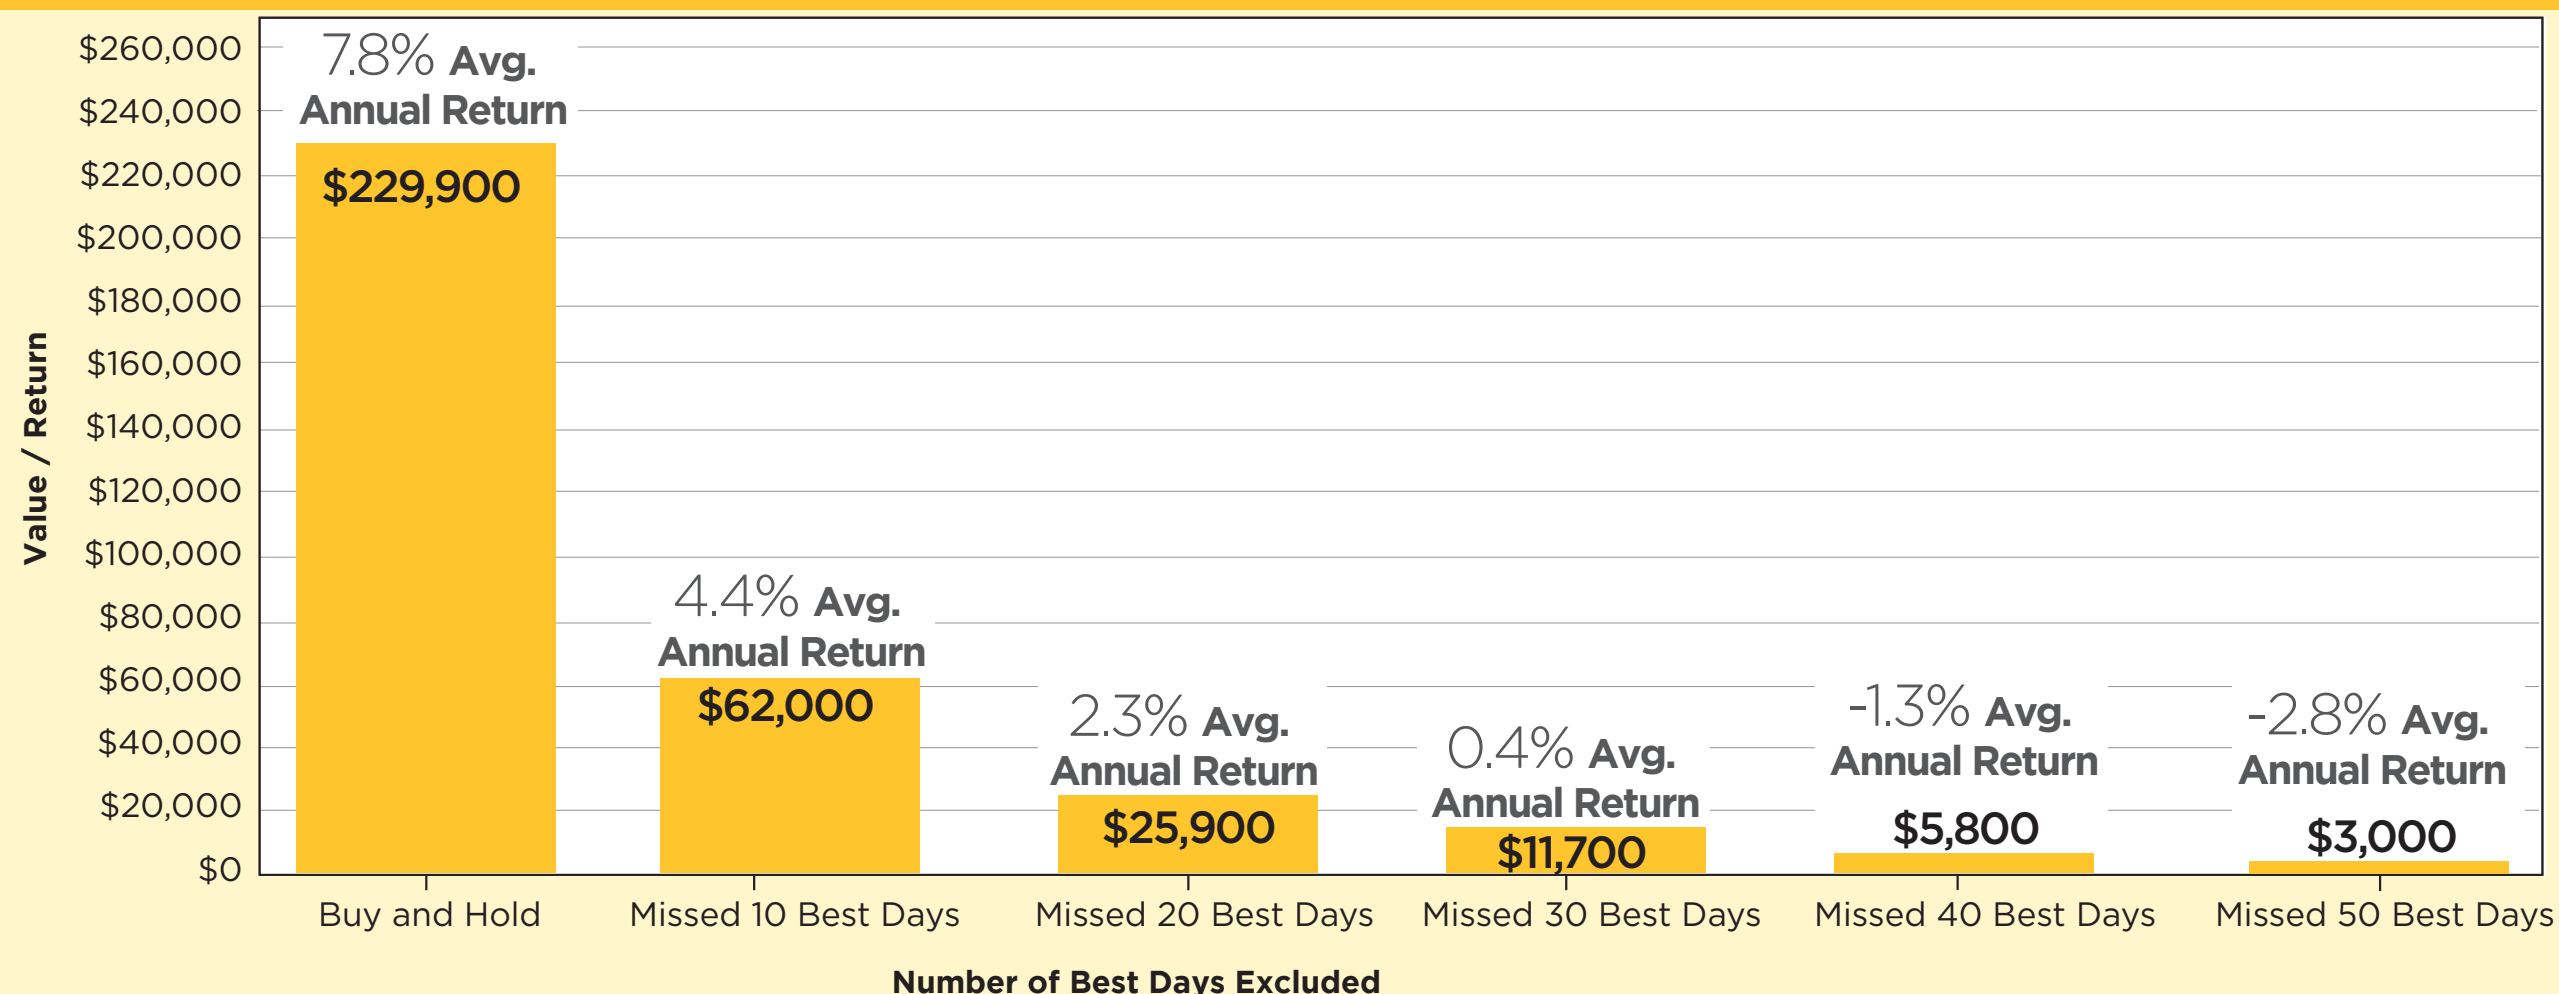 Value / Return
$260,000
$240,000
$220,000
$200,000
$180,000
$160,000
$140,000
$120,000
$100,000
$80,000
$60,000
$40,000
$20,000
$0
7.8% Avg.
Annual Return
$229,900
4.4% Avg.
Annual Return
$62,000
2.3% Avg.
Annual Return
$25,900
0.4% Avg.
Annual Return
$11,700
-1.3% Avg.
Annual Return
$5,800
-2.8% Avg.
Annual Return
$3,000
Buy and Hold
Missed 10 Best Days
Missed 20 Best Days
Missed 30 Best Days
Missed 40 Best Days
Missed 50 Best Days
Number of Best Days Excluded